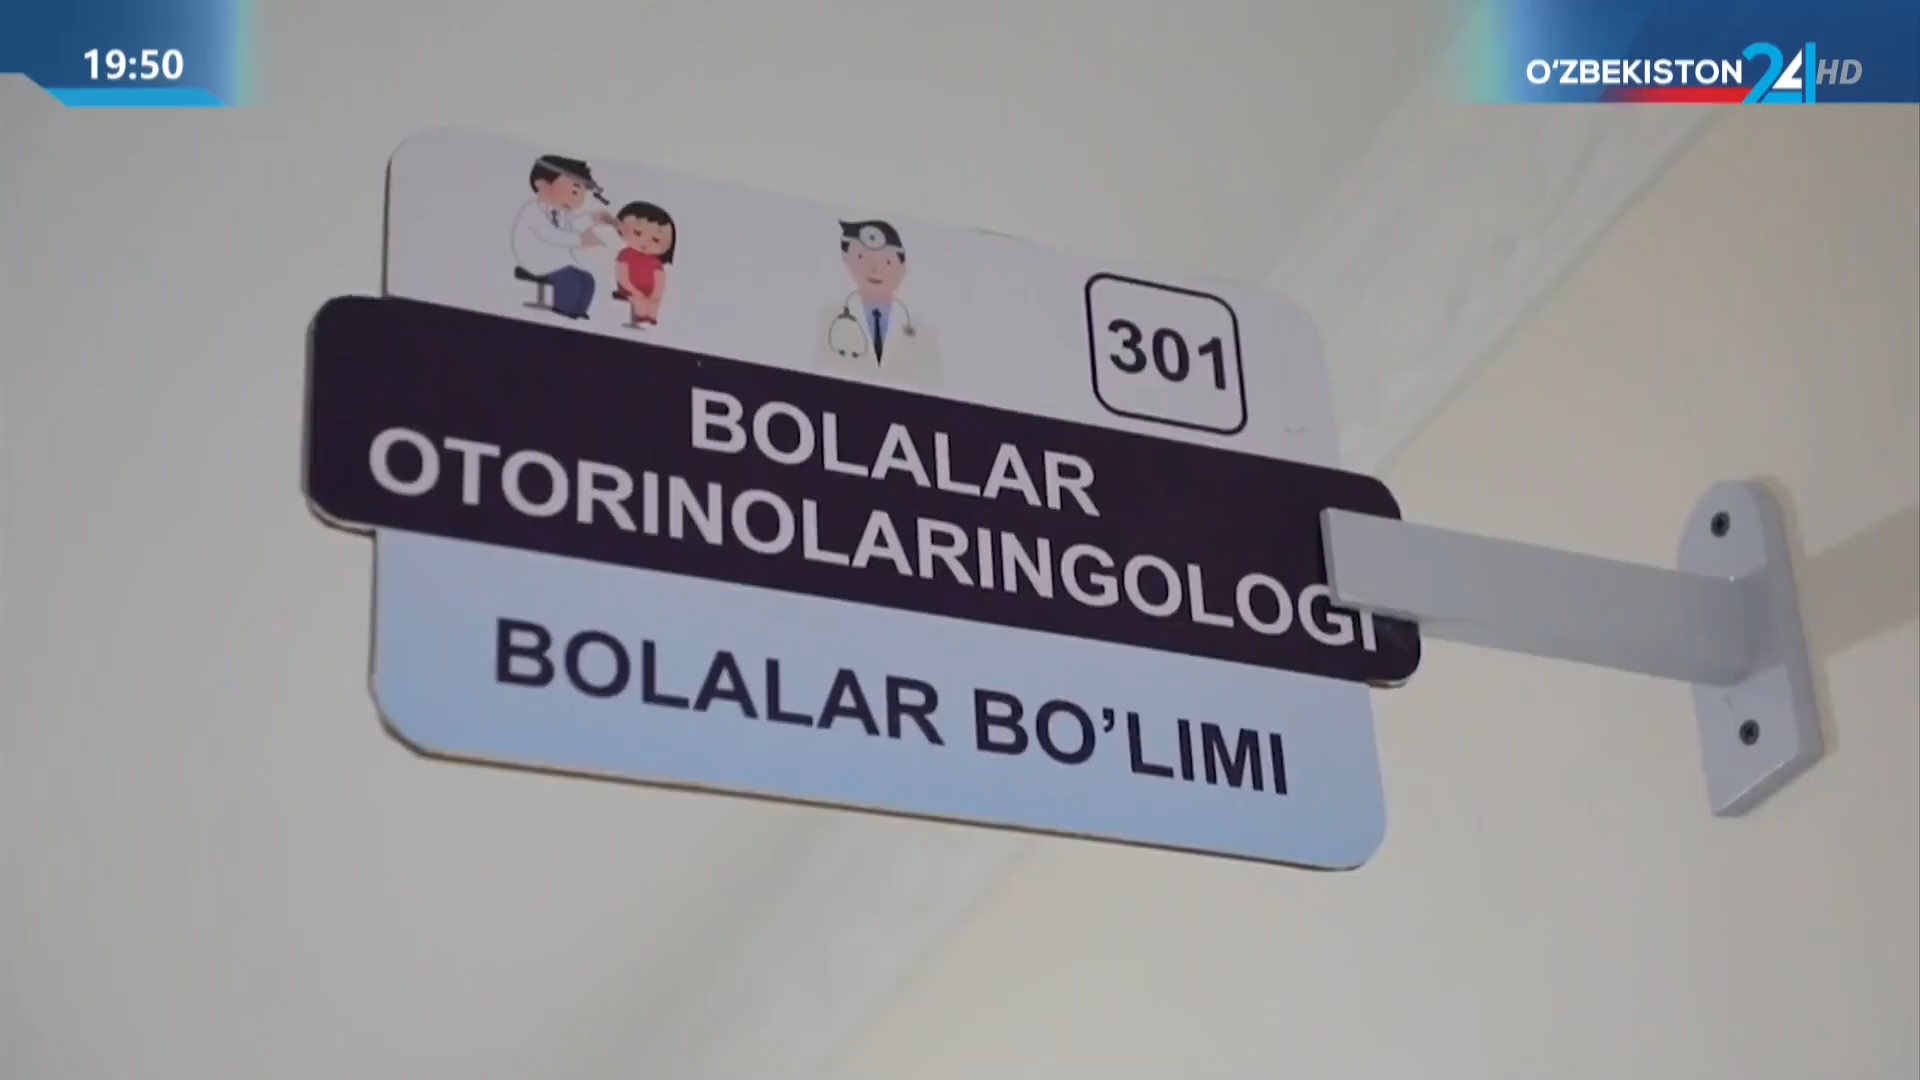 19:50
O‘ZBEKISTON 24 HD
301
BOLALAR
OTORINOLARINGOLOGI
BOLALAR BO’LIMI